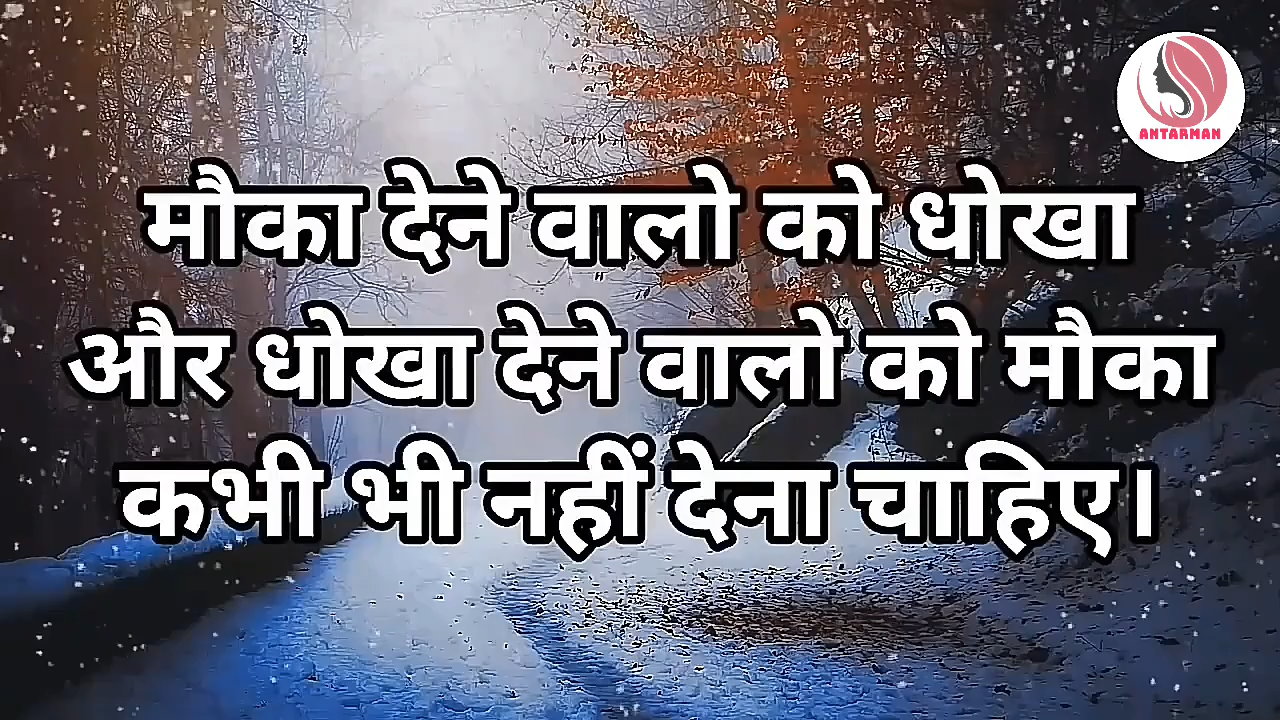 ANTARMAN
मौका देने वालो को धोखा
और धोखा देने वालो को मौका
कभी भी नहीं देना चाहिए।